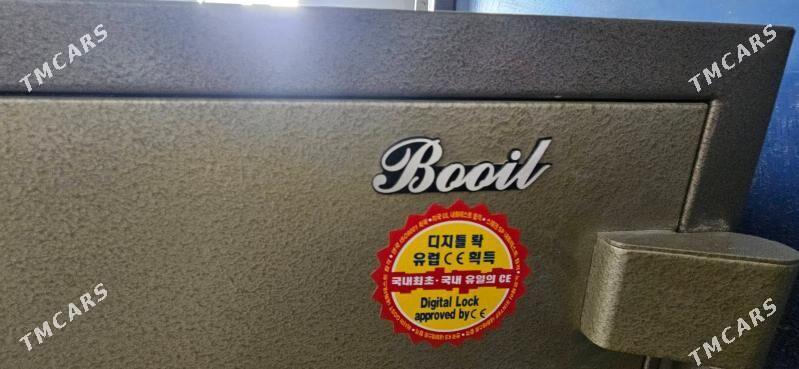 TMCARS
TMCARS
Booil
디지틀 락
유럽 CE 획득
국내최초·국내 유일의 CE
Digital Lock
approved by CE
TMCARS
TMCARS